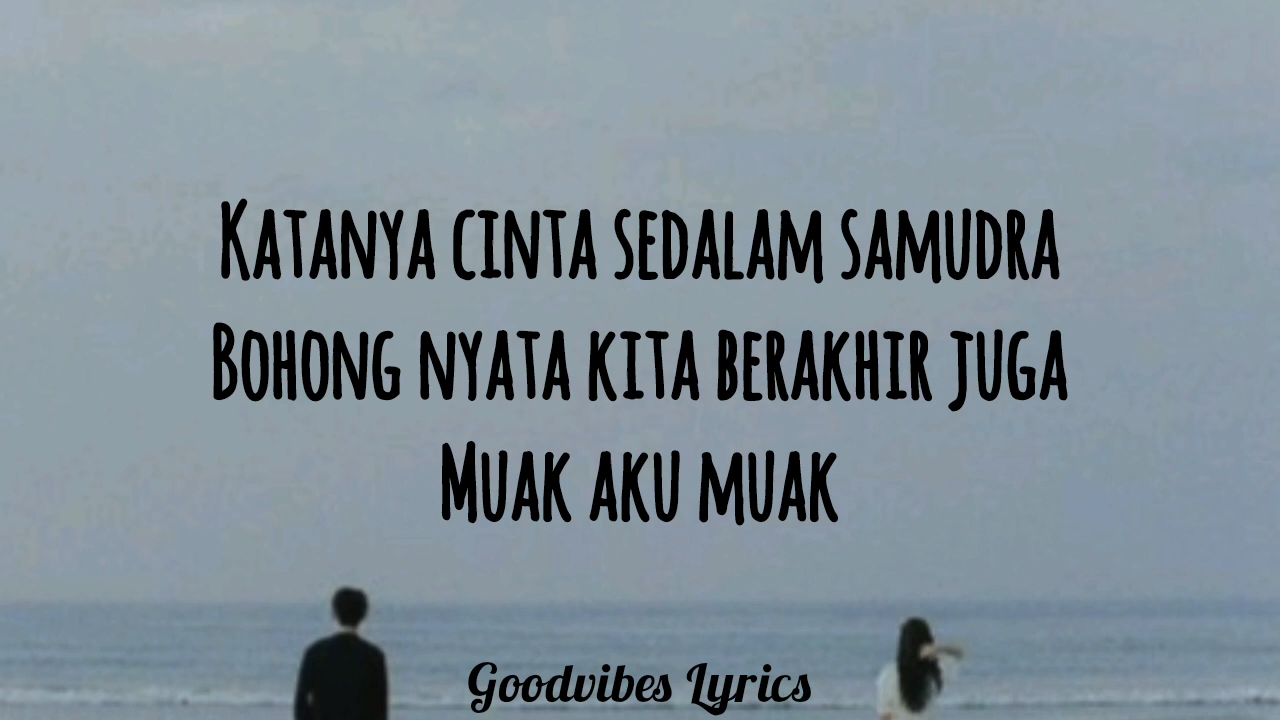 Katanya cinta sedalam samudra
Bohong nyata kita berakhir juga
Muak aku muak
Goodvibes Lyrics